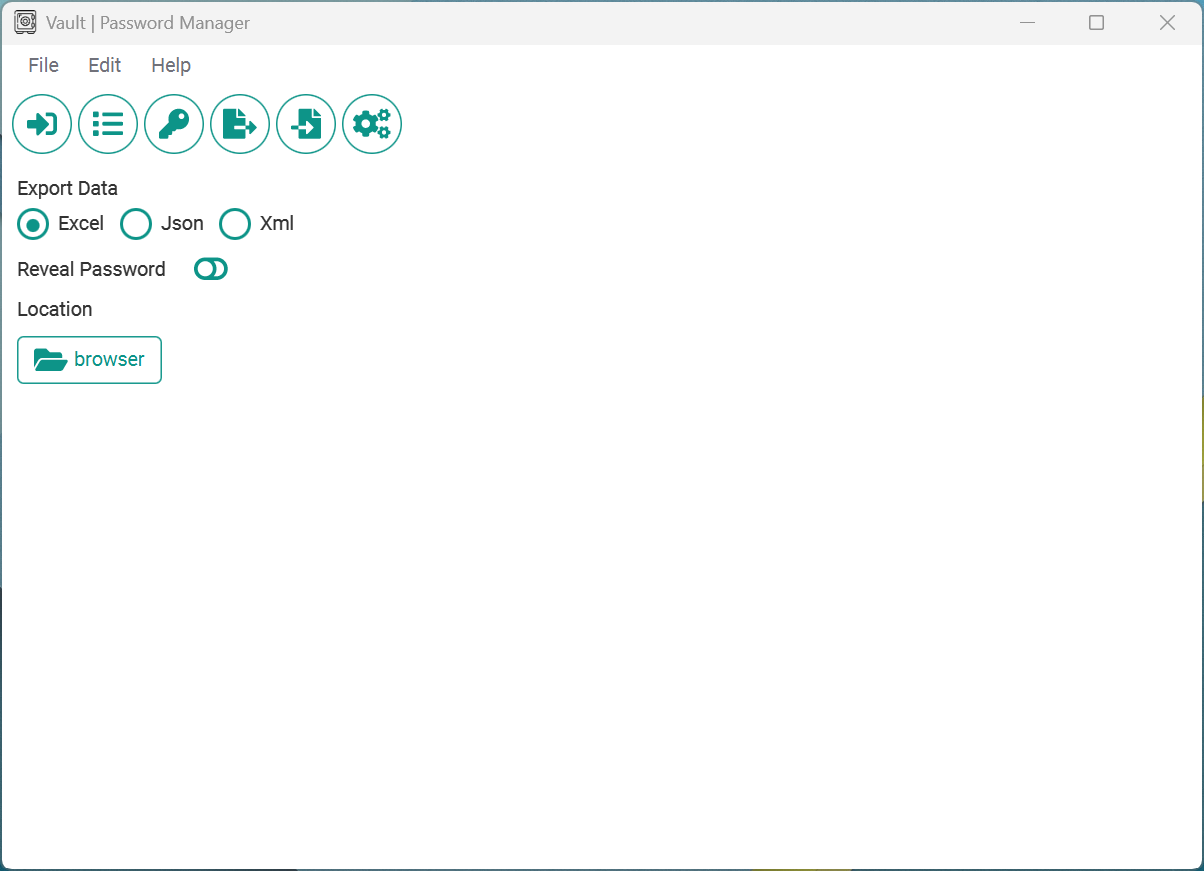 Vault | Password Manager
File Edit Help
Export Data
Excel Json Xml
Reveal Password
Location
browser